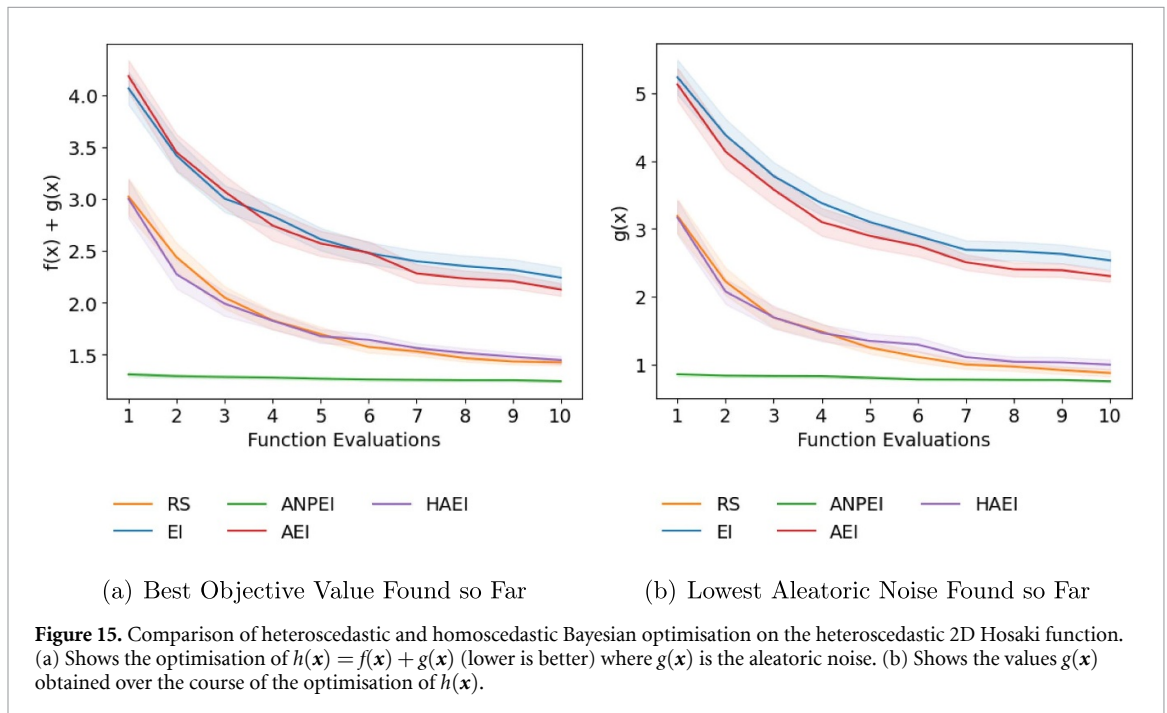 f(x) + g(x)
4.0
3.5
3.0
2.5
2.0
1.5
1 2 3 4 5 6 7 8 9 10
Function Evaluations
RS ANPEI HAEI
EI AEI
(a) Best Objective Value Found so Far
g(x)
5
4
3
2
1
1 2 3 4 5 6 7 8 9 10
Function Evaluations
RS ANPEI HAEI
EI AEI
(b) Lowest Aleatoric Noise Found so Far
Figure 15. Comparison of heteroscedastic and homoscedastic Bayesian optimisation on the heteroscedastic 2D Hosaki function.
(a) Shows the optimisation of h(x) = f(x) + g(x) (lower is better) where g(x) is the aleatoric noise. (b) Shows the values g(x)
obtained over the course of the optimisation of h(x).